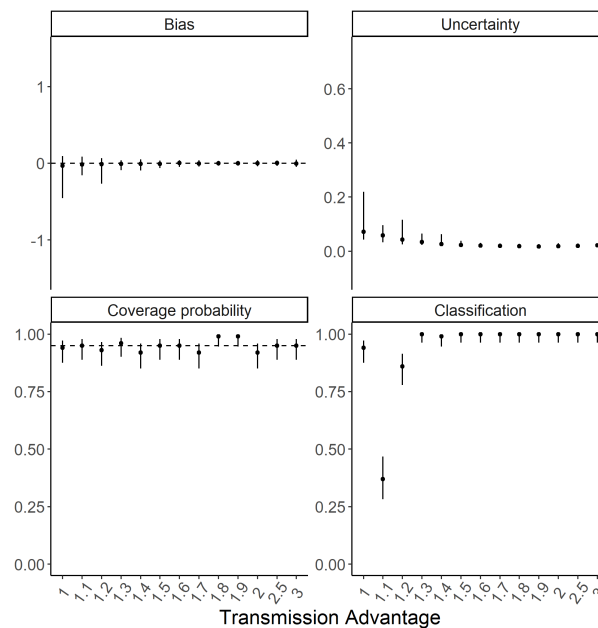 Bias
Uncertainty
1
0
-1
0.6
0.4
0.2
0.0
Coverage probability
Classification
1.00
0.75
0.50
0.25
0.00
1.00
0.75
0.50
0.25
0.00
1 1.1 1.2 1.3 1.4 1.5 1.6 1.7 1.8 1.9 2 2.5 3
1 1.1 1.2 1.3 1.4 1.5 1.6 1.7 1.8 1.9 2 2.5 3
Transmission Advantage